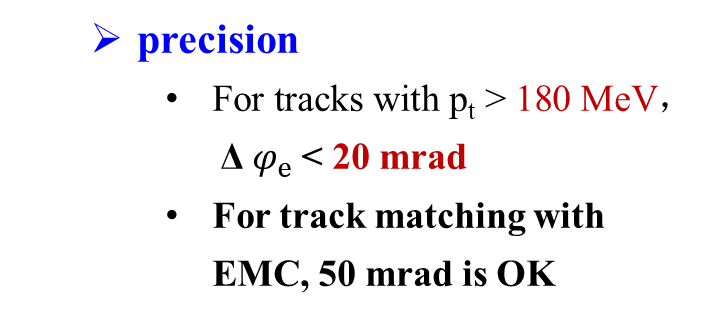 ➢ precision
• For tracks with pₜ > 180 MeV，
Δ φₑ < 20 mrad
• For track matching with
EMC, 50 mrad is OK